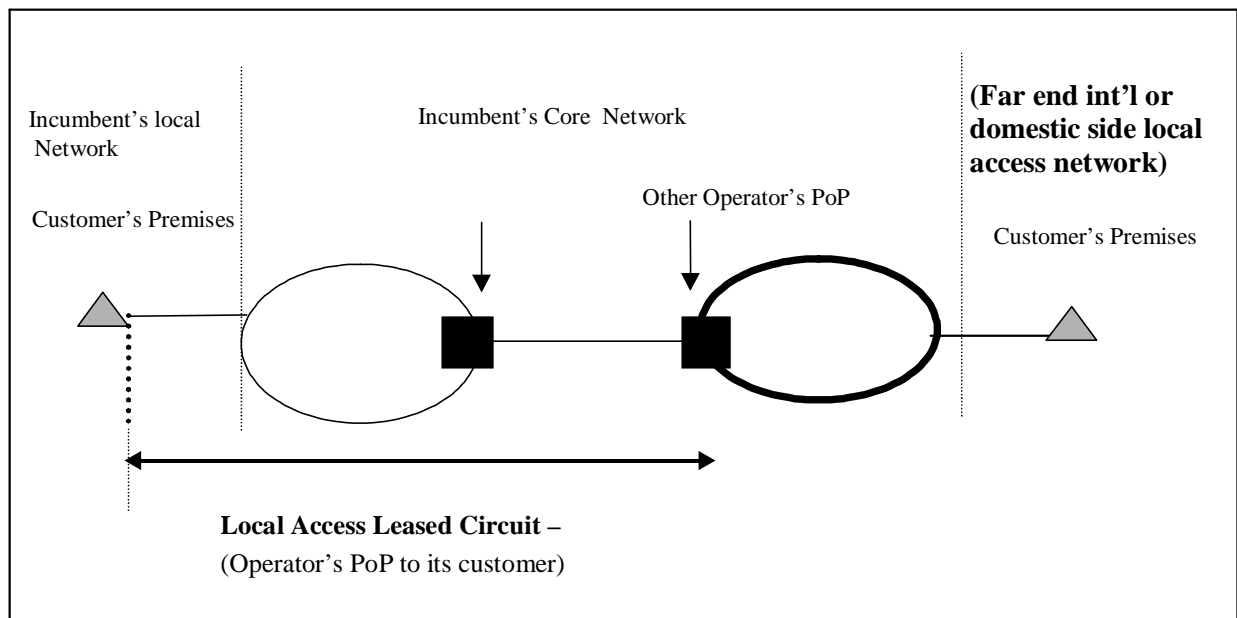 Incumbent's local
Network
Customer's Premises
Incumbent's Core Network
Other Operator's PoP
(Far end int'l or
domestic side local
access network)
Customer's Premises
Local Access Leased Circuit –
(Operator's PoP to its customer)